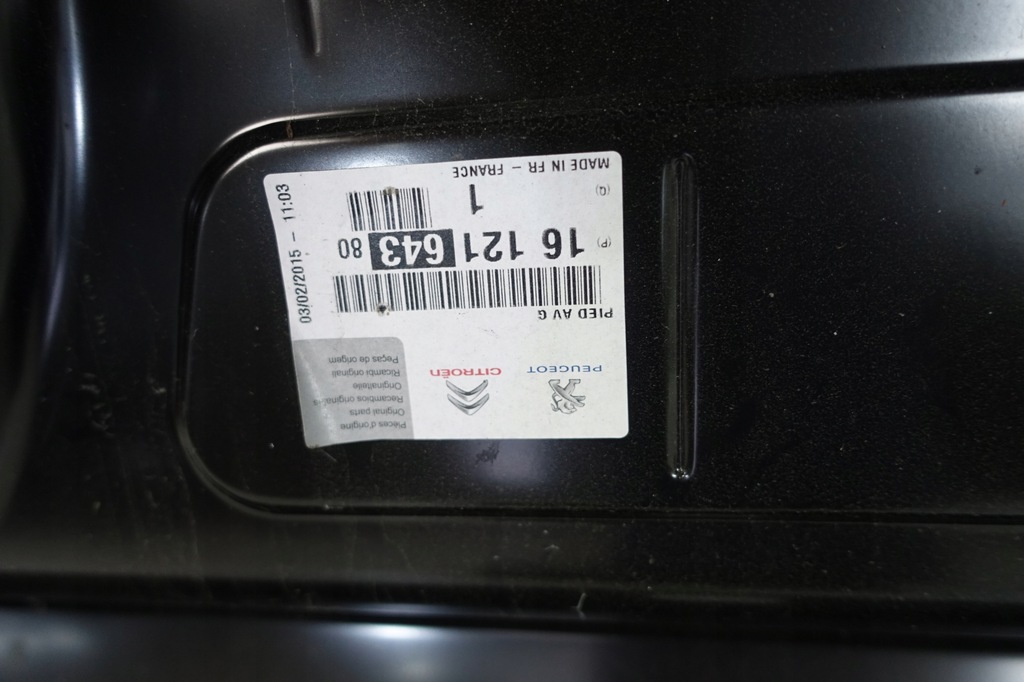 PEUGEOT
CITROËN
Pièces d'origine
Original parts
Recambios originales
Originalteile
Ricambi originali
Peças de origem
PIED AV G
(P) 16 121 643 80
(Q) 1
MADE IN FR - FRANCE
03/02/2015 - 11:03